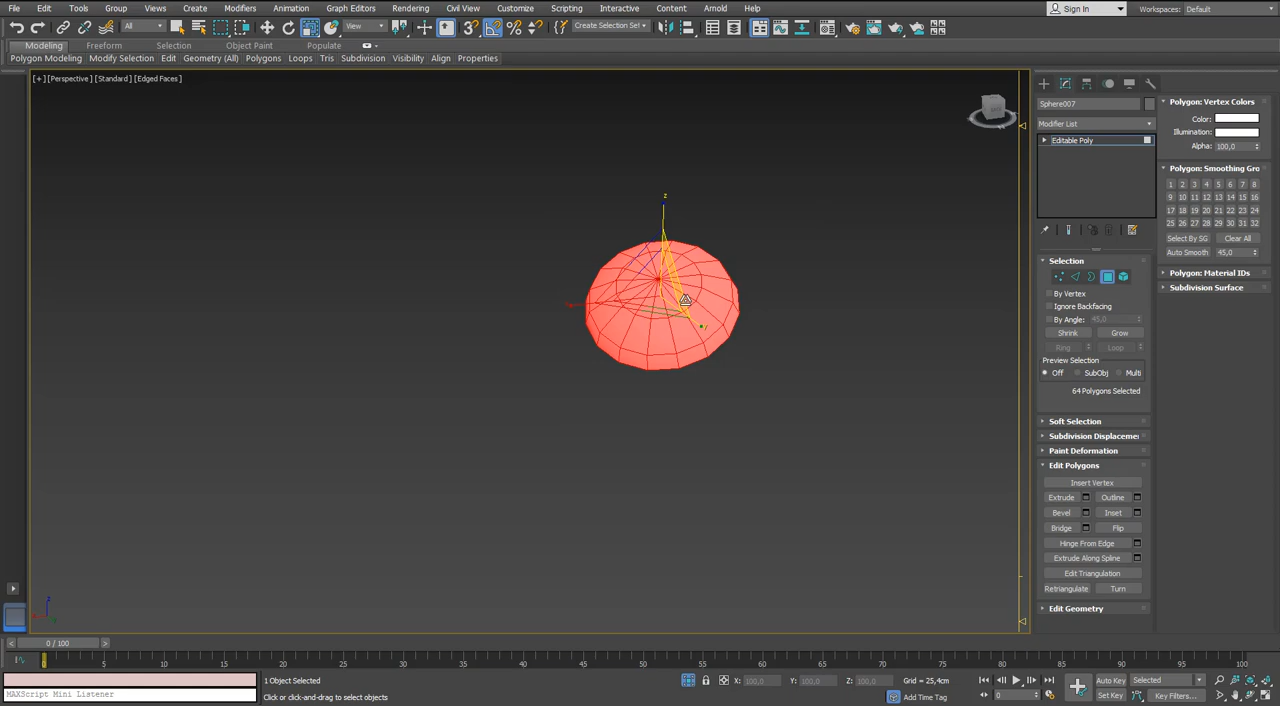 File Edit Tools Group Views Create Modifiers Animation Graph Editors Rendering Civil View Customize Scripting Interactive Content Arnold Help Sign In Workspaces: Default
All View Create Selection Set
Modeling Freeform Selection Object Paint Populate
Polygon Modeling Modify Selection Edit Geometry (All) Polygons Loops Tris Subdivision Visibility Align Properties
[+] [Perspective] [Standard] [Edged Faces]
z
x
y
Sphere007
Modifier List
Editable Poly
Selection
By Vertex
Ignore Backfacing
By Angle: 45,0
Shrink Grow
Ring Loop
Preview Selection
Off SubObj Multi
64 Polygons Selected
Soft Selection
Subdivision Displaceme
Paint Deformation
Edit Polygons
Insert Vertex
Extrude Outline
Bevel Inset
Bridge Flip
Hinge From Edge
Extrude Along Spline
Edit Triangulation
Retriangulate Turn
Edit Geometry
Polygon: Vertex Colors
Color:
Illumination:
Alpha: 100,0
Polygon: Smoothing Gro
1 2 3 4 5 6 7 8
9 10 11 12 13 14 15 16
17 18 19 20 21 22 23 24
25 26 27 28 29 30 31 32
Select By SG Clear All
Auto Smooth 45,0
Polygon: Material IDs
Subdivision Surface
< 0 / 100 >
0 5 10 15 20 25 30 35 40 45 50 55 60 65 70 75 80 85 90 95 100
MAXScript Mini Listener
1 Object Selected
Click or click-and-drag to select objects
X: 100,0 Y: 100,0 Z: 100,0 Grid = 25,4cm
Add Time Tag
0
Auto Key Selected
Set Key Key Filters...